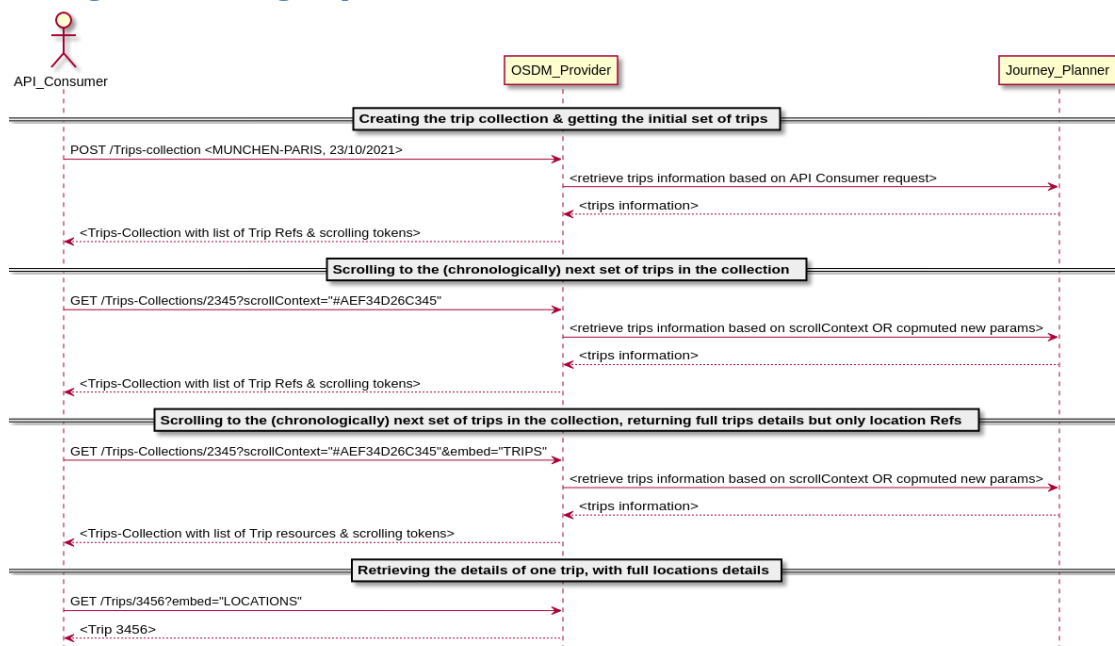 API_Consumer
OSDM_Provider
Journey_Planner
Creating the trip collection & getting the initial set of trips
POST /Trips-collection <MUNCHEN-PARIS, 23/10/2021>
<retrieve trips information based on API Consumer request>
<trips information>
<Trips-Collection with list of Trip Refs & scrolling tokens>
Scrolling to the (chronologically) next set of trips in the collection
GET /Trips-Collections/2345?scrollContext="#AEF34D26C345"
<retrieve trips information based on scrollContext OR copmuted new params>
<trips information>
<Trips-Collection with list of Trip Refs & scrolling tokens>
Scrolling to the (chronologically) next set of trips in the collection, returning full trips details but only location Refs
GET /Trips-Collections/2345?scrollContext="#AEF34D26C345"&embed="TRIPS"
<retrieve trips information based on scrollContext OR copmuted new params>
<trips information>
<Trips-Collection with list of Trip resources & scrolling tokens>
Retrieving the details of one trip, with full locations details
GET /Trips/3456?embed="LOCATIONS"
<Trip 3456>